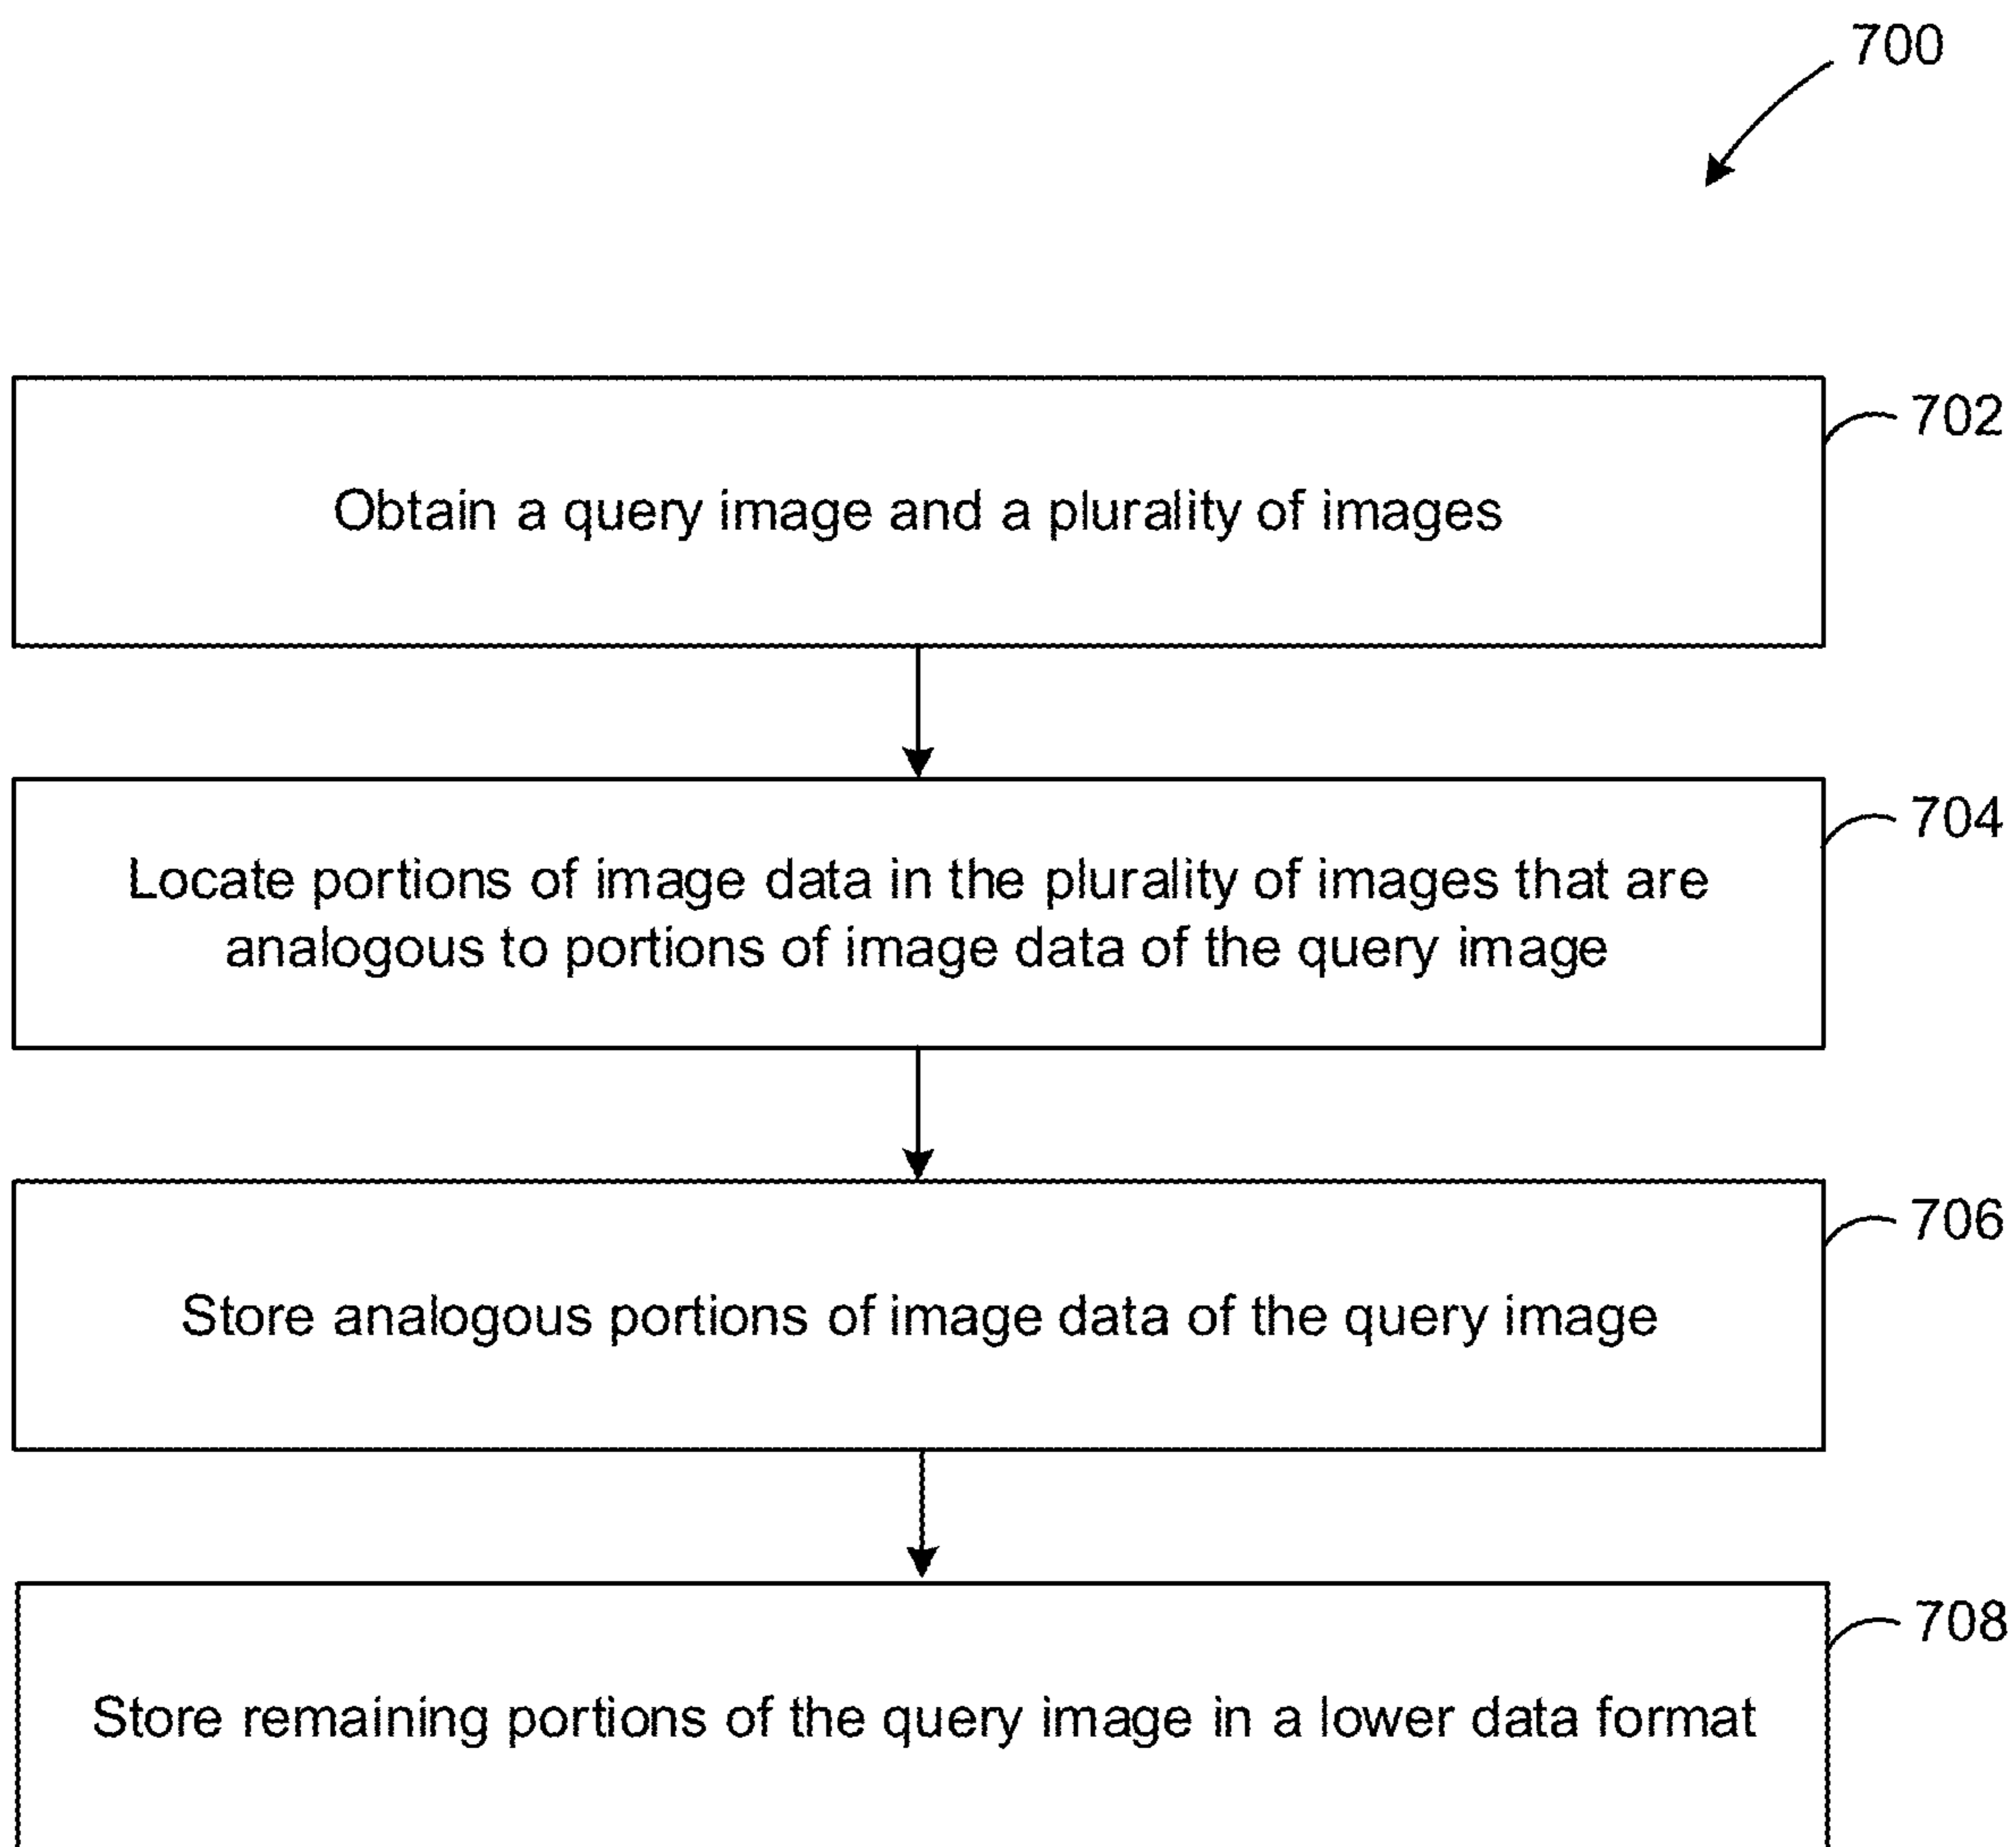 700
702
Obtain a query image and a plurality of images
704
Locate portions of image data in the plurality of images that are
analogous to portions of image data of the query image
706
Store analogous portions of image data of the query image
708
Store remaining portions of the query image in a lower data format